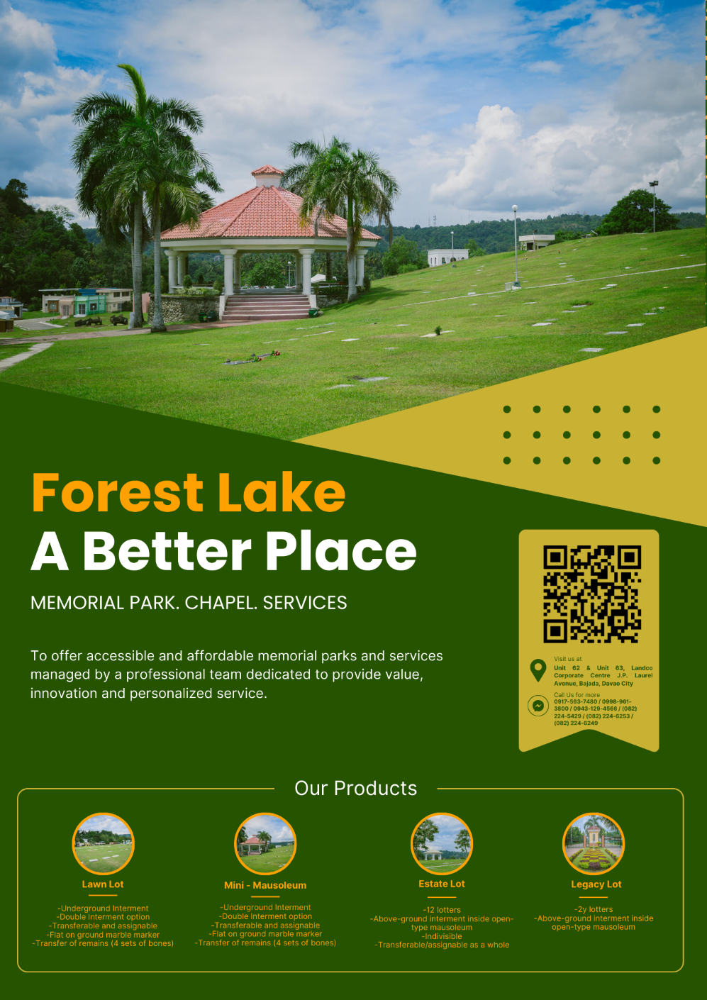 Forest Lake
A Better Place
MEMORIAL PARK. CHAPEL. SERVICES
To offer accessible and affordable memorial parks and services
managed by a professional team dedicated to provide value,
innovation and personalized service.
Visit us at
Unit 62 & Unit 63, Landco
Corporate Centre J.P. Laurel
Avenue, Bajada, Davao City
Call Us for more
0917-563-7480 / 0998-961-
3800 / 0943-129-4566 / (082)
224-5429 / (082) 224-6253 /
(082) 224-6249
Our Products
Lawn Lot
-Underground Interment
-Double Interment option
-Transferable and assignable
-Flat on ground marble marker
-Transfer of remains (4 sets of bones)
Mini - Mausoleum
-Underground Interment
-Double Interment option
-Transferable and assignable
-Flat on ground marble marker
-Transfer of remains (4 sets of bones)
Estate Lot
-12 lotters
-Above-ground interment inside open-
type mausoleum
-Indivisible
-Transferable/assignable as a whole
Legacy Lot
-2y lotters
-Above-ground interment inside
open-type mausoleum